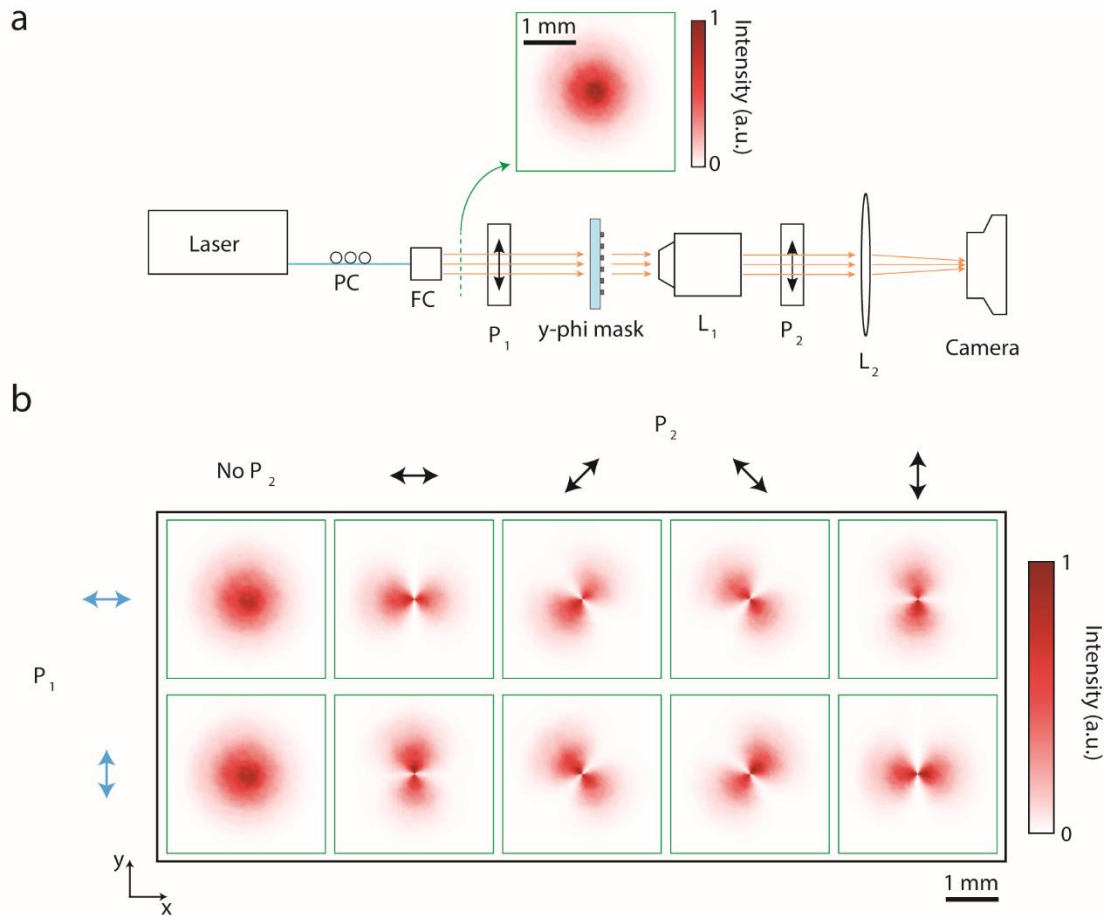 a
1 mm
1
0
Intensity (a.u.)
Laser
PC
FC
P1
y-phi mask
L1
P2
L2
Camera
b
P2
No P2
P1
1
0
Intensity (a.u.)
y
x
1 mm